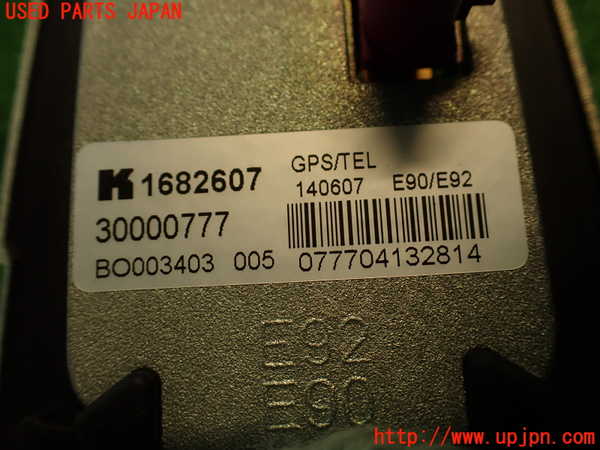 USED PARTS JAPAN
GPS/TEL
K 1682607
140607 E90/E92
30000777
BO003403 005 077704132814
E92
E90
http://www.upjpn.com/